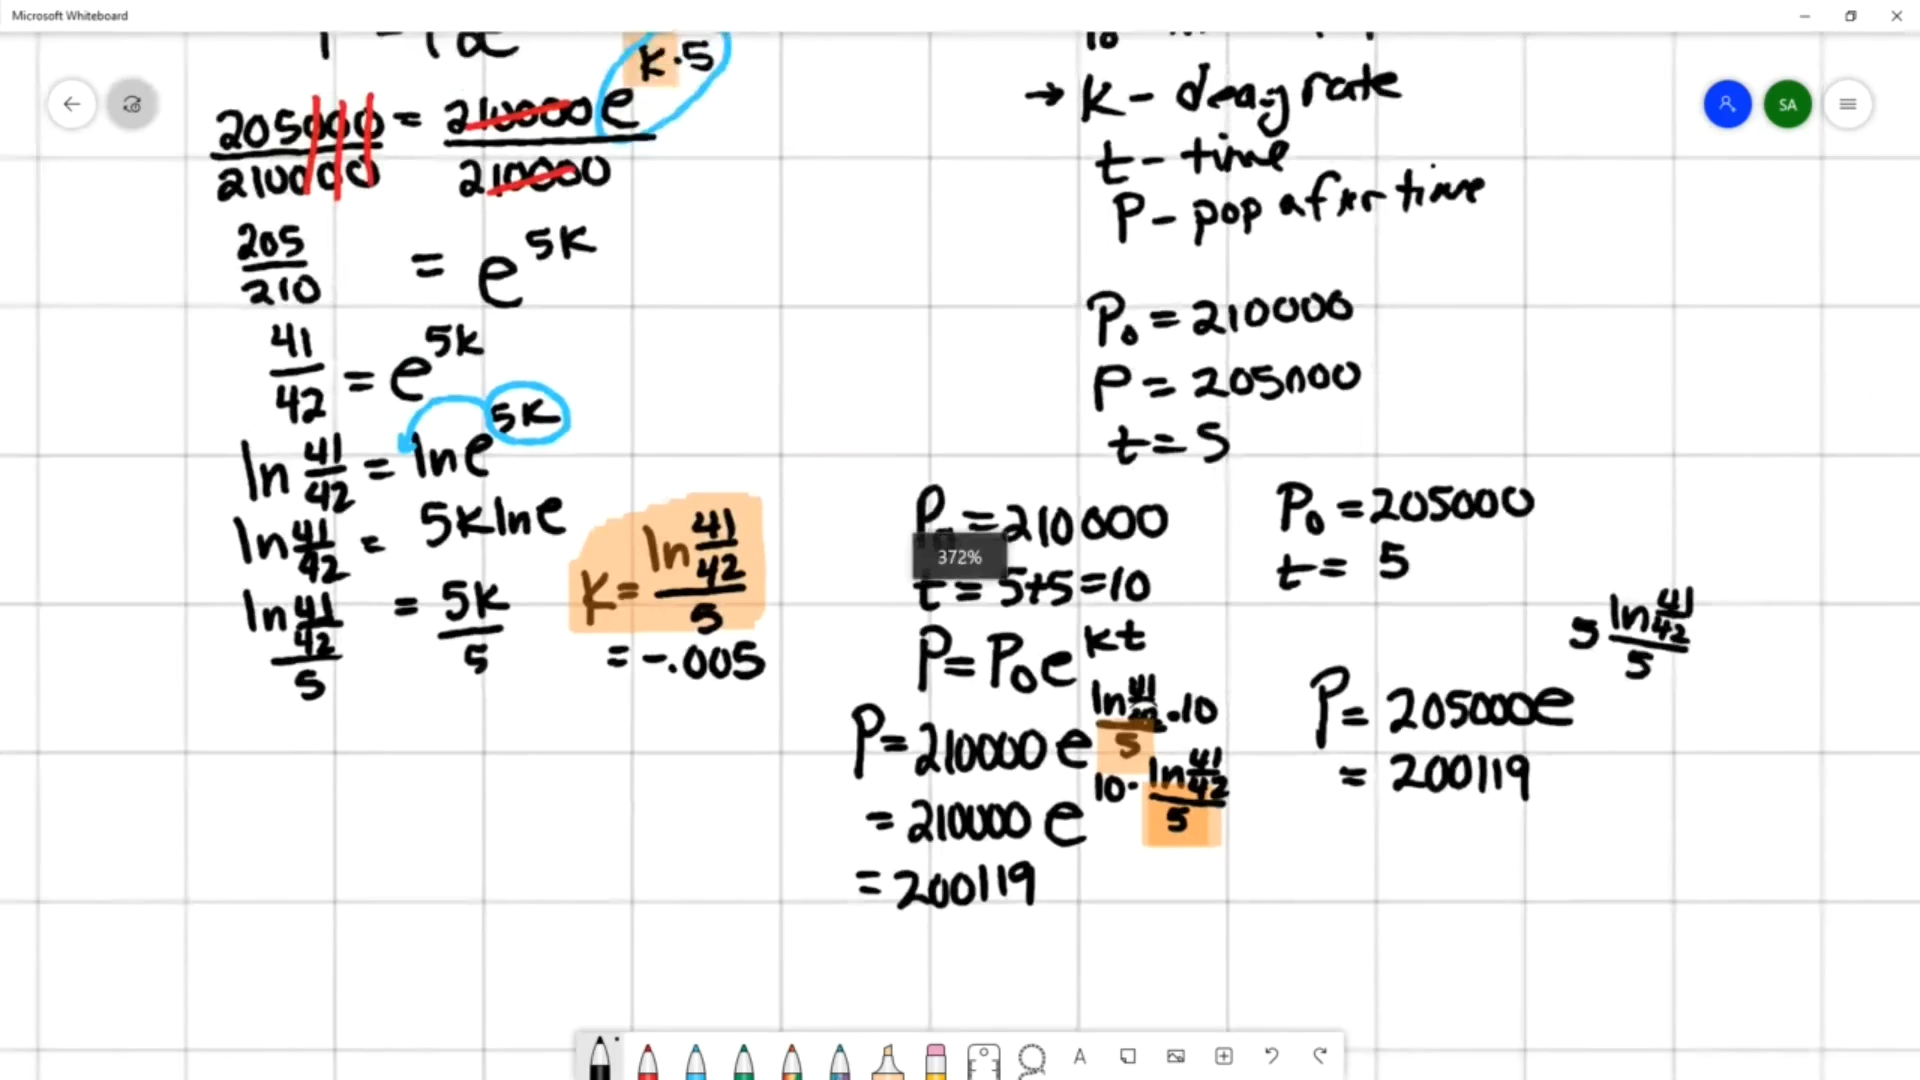 Microsoft Whiteboard
k·5
205000/210000 = 210000e/210000
205/210 = e^5k
41/42 = e^5k
ln 41/42 = ln e^5k
ln 41/42 = 5k ln e
ln 41/42 / 5 = 5k/5
k = ln 41/42 / 5
= -.005
→ k - decay rate
t - time
P - pop after time
P₀ = 210000
P = 205000
t = 5
P₀ = 210000
372%
t = 5+5 = 10
P = P₀e^kt
P = 210000e^(ln 41/42 / 5 · 10)
= 210000e^(10 · ln 41/42 / 5)
= 200119
P₀ = 205000
t = 5
P = 205000e^(5 ln 41/42 / 5)
= 200119
SA
A